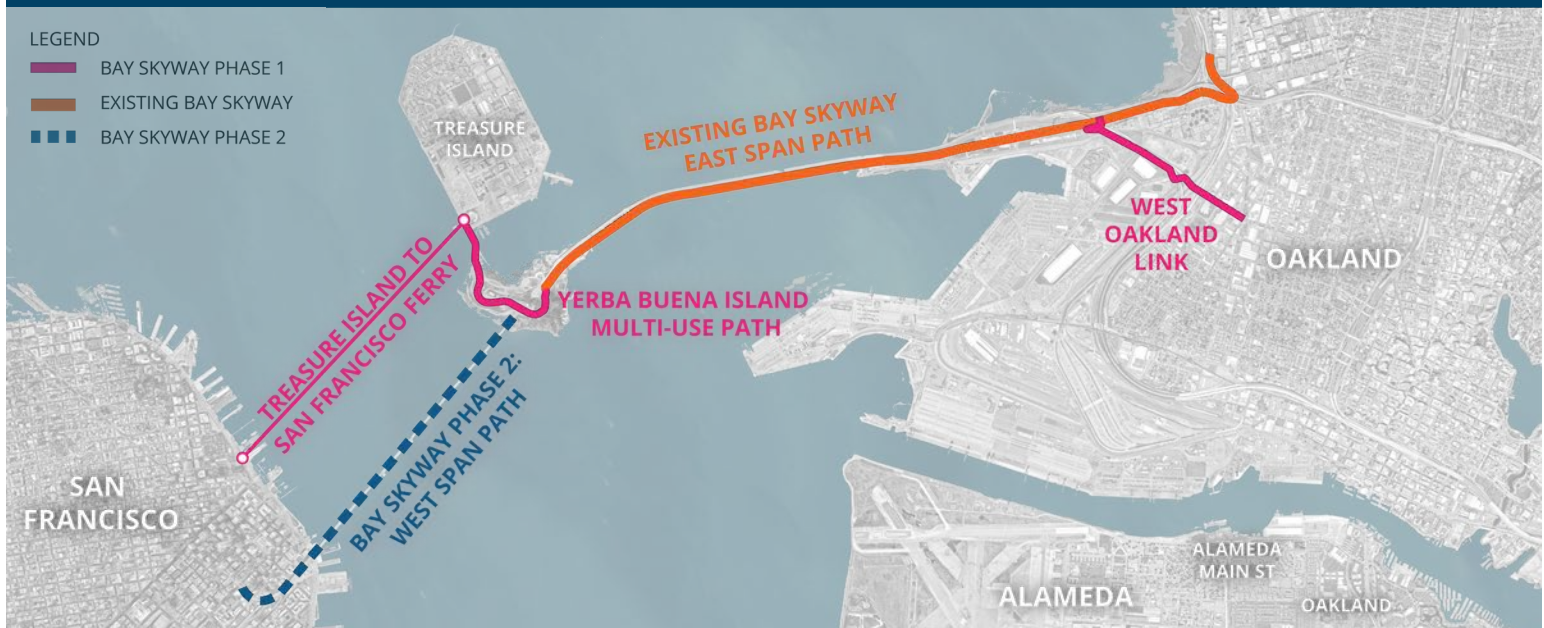 LEGEND
BAY SKYWAY PHASE 1
EXISTING BAY SKYWAY
BAY SKYWAY PHASE 2
TREASURE
ISLAND
EXISTING BAY SKYWAY
EAST SPAN PATH
WEST
OAKLAND
LINK
OAKLAND
TREASURE ISLAND TO
SAN FRANCISCO FERRY
YERBA BUENA ISLAND
MULTI-USE PATH
BAY SKYWAY PHASE 2:
WEST SPAN PATH
SAN
FRANCISCO
ALAMEDA
MAIN ST
ALAMEDA
OAKLAND